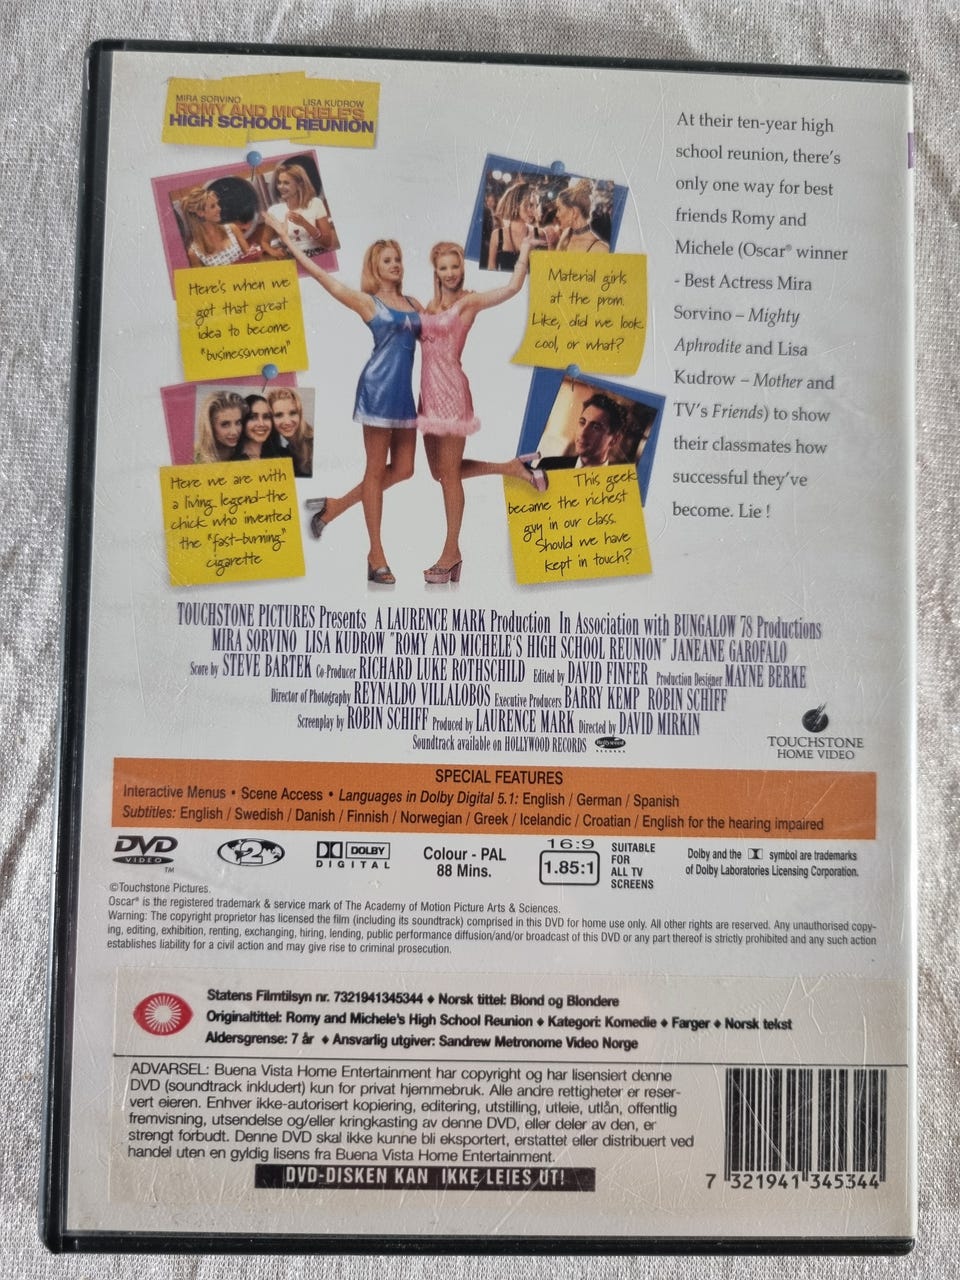 MIRA SORVINO LISA KUDROW
ROMY AND MICHELE'S
HIGH SCHOOL REUNION
At their ten-year high
school reunion, there's
only one way for best
friends Romy and
Michele (Oscar® winner
- Best Actress Mira
Sorvino – Mighty
Aphrodite and Lisa
Kudrow – Mother and
TV's Friends) to show
their classmates how
successful they've
become. Lie !
Here's when we
got that great
idea to become
"businesswomen"
Material girls
at the prom.
Like, did we look
cool, or what?
Here we are with
a living legend-the
chick who invented
the "fast-burning"
cigarette
This geek
became the richest
guy in our class.
Should we have
kept in touch?
TOUCHSTONE PICTURES Presents A LAURENCE MARK Production In Association with BUNGALOW 78 Productions
MIRA SORVINO LISA KUDROW "ROMY AND MICHELE'S HIGH SCHOOL REUNION" JANEANE GAROFALO
Score by STEVE BARTEK Co-Producer RICHARD LUKE ROTHSCHILD Edited by DAVID FINFER Production Designer MAYNE BERKE
Director of Photography REYNALDO VILLALOBOS Executive Producers BARRY KEMP ROBIN SCHIFF
Screenplay by ROBIN SCHIFF Produced by LAURENCE MARK Directed by DAVID MIRKIN
Soundtrack available on HOLLYWOOD RECORDS
TOUCHSTONE
HOME VIDEO
SPECIAL FEATURES
Interactive Menus • Scene Access • Languages in Dolby Digital 5.1: English / German / Spanish
Subtitles: English / Swedish / Danish / Finnish / Norwegian / Greek / Icelandic / Croatian / English for the hearing impaired
DVD
VIDEO
TM
2
DOLBY
DIGITAL
Colour - PAL
88 Mins.
16:9
1.85:1
SUITABLE
FOR
ALL TV
SCREENS
Dolby and the symbol are trademarks
of Dolby Laboratories Licensing Corporation.
©Touchstone Pictures.
Oscar® is the registered trademark & service mark of The Academy of Motion Picture Arts & Sciences.
Warning: The copyright proprietor has licensed the film (including its soundtrack) comprised in this DVD for home use only. All other rights are reserved. Any unauthorised copy-
ing, editing, exhibition, renting, exchanging, hiring, lending, public performance diffusion/and/or broadcast of this DVD or any part thereof is strictly prohibited and any such action
establishes liability for a civil action and may give rise to criminal prosecution.
Statens Filmtilsyn nr. 7321941345344 ♦ Norsk tittel: Blond og Blondere
Originaltittel: Romy and Michele's High School Reunion ♦ Kategori: Komedie ♦ Farger ♦ Norsk tekst
Aldersgrense: 7 år ♦ Ansvarlig utgiver: Sandrew Metronome Video Norge
ADVARSEL: Buena Vista Home Entertainment har copyright og har lisensiert denne
DVD (soundtrack inkludert) kun for privat hjemmebruk. Alle andre rettigheter er reser-
vert eieren. Enhver ikke-autorisert kopiering, editering, utstilling, utleie, utlån, offentlig
fremvisning, utsendelse og/eller kringkasting av denne DVD, eller deler av den, er
strengt forbudt. Denne DVD skal ikke kunne bli eksportert, erstattet eller distribuert ved
handel uten en gyldig lisens fra Buena Vista Home Entertainment.
DVD-DISKEN KAN IKKE LEIES UT!
7 321941 345344